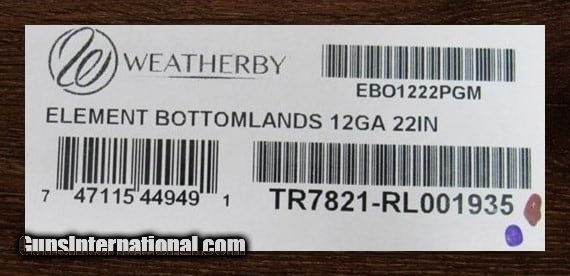 WEATHERBY
EBO1222PGM
ELEMENT BOTTOMLANDS 12GA 22IN
7 47115 44949 1
TR7821-RL001935
GunsInternational.com